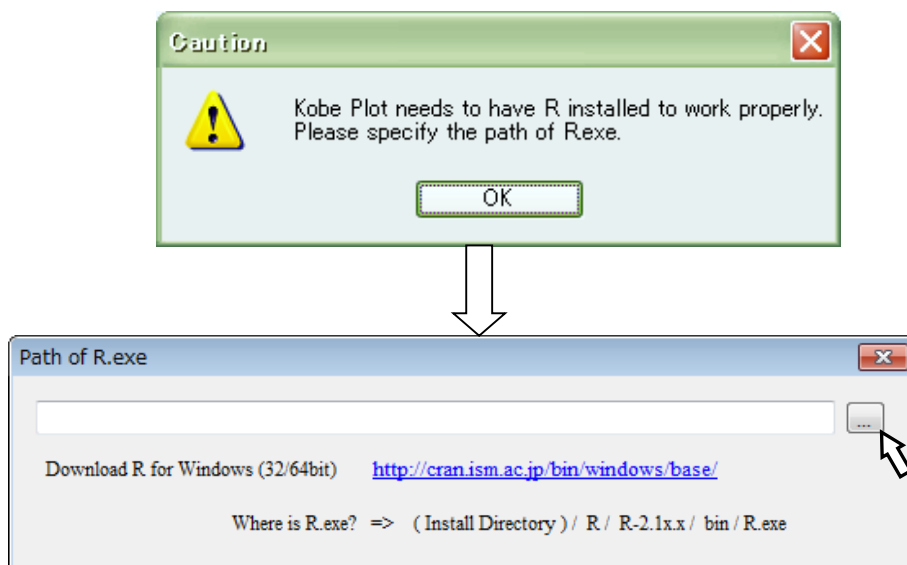 Caution
Kobe Plot needs to have R installed to work properly.
Please specify the path of R.exe.
OK
Path of R.exe
...
Download R for Windows (32/64bit) http://cran.ism.ac.jp/bin/windows/base/
Where is R.exe? => ( Install Directory ) / R / R-2.1x.x / bin / R.exe